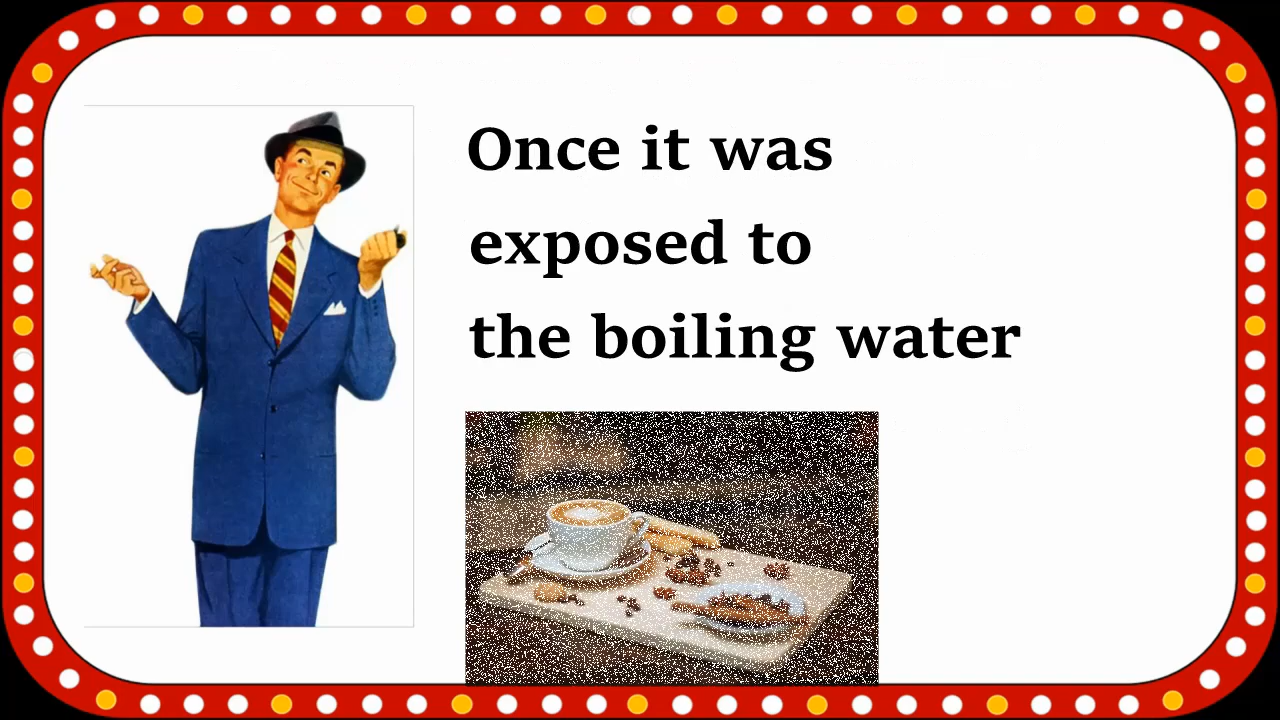 Once it was
exposed to
the boiling water